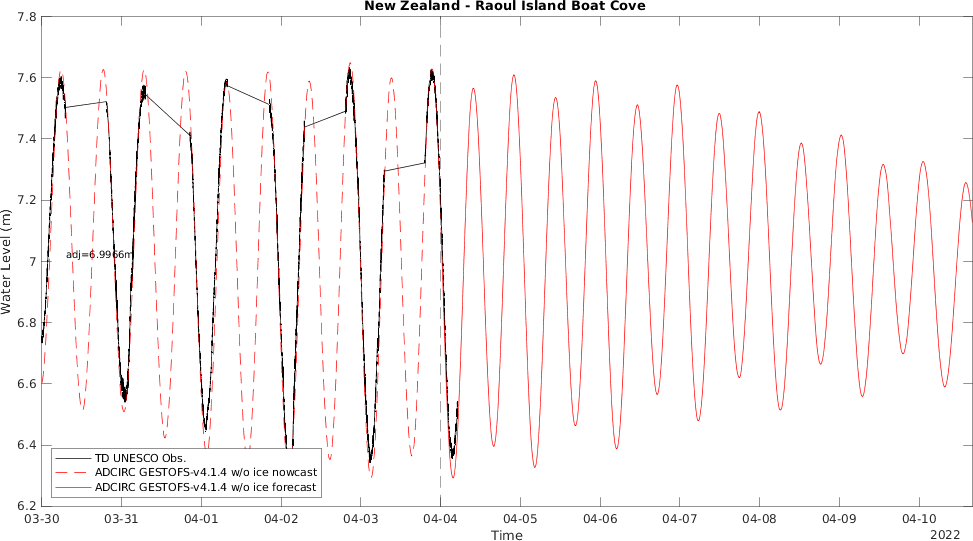 New Zealand - Raoul Island Boat Cove
Water Level (m)
7.8
7.6
7.4
7.2
7
6.8
6.6
6.4
6.2
adj=6.9966m
TD UNESCO Obs.
ADCIRC GESTOFS-v4.1.4 w/o ice nowcast
ADCIRC GESTOFS-v4.1.4 w/o ice forecast
03-30 03-31 04-01 04-02 04-03 04-04 04-05 04-06 04-07 04-08 04-09 04-10
Time
2022